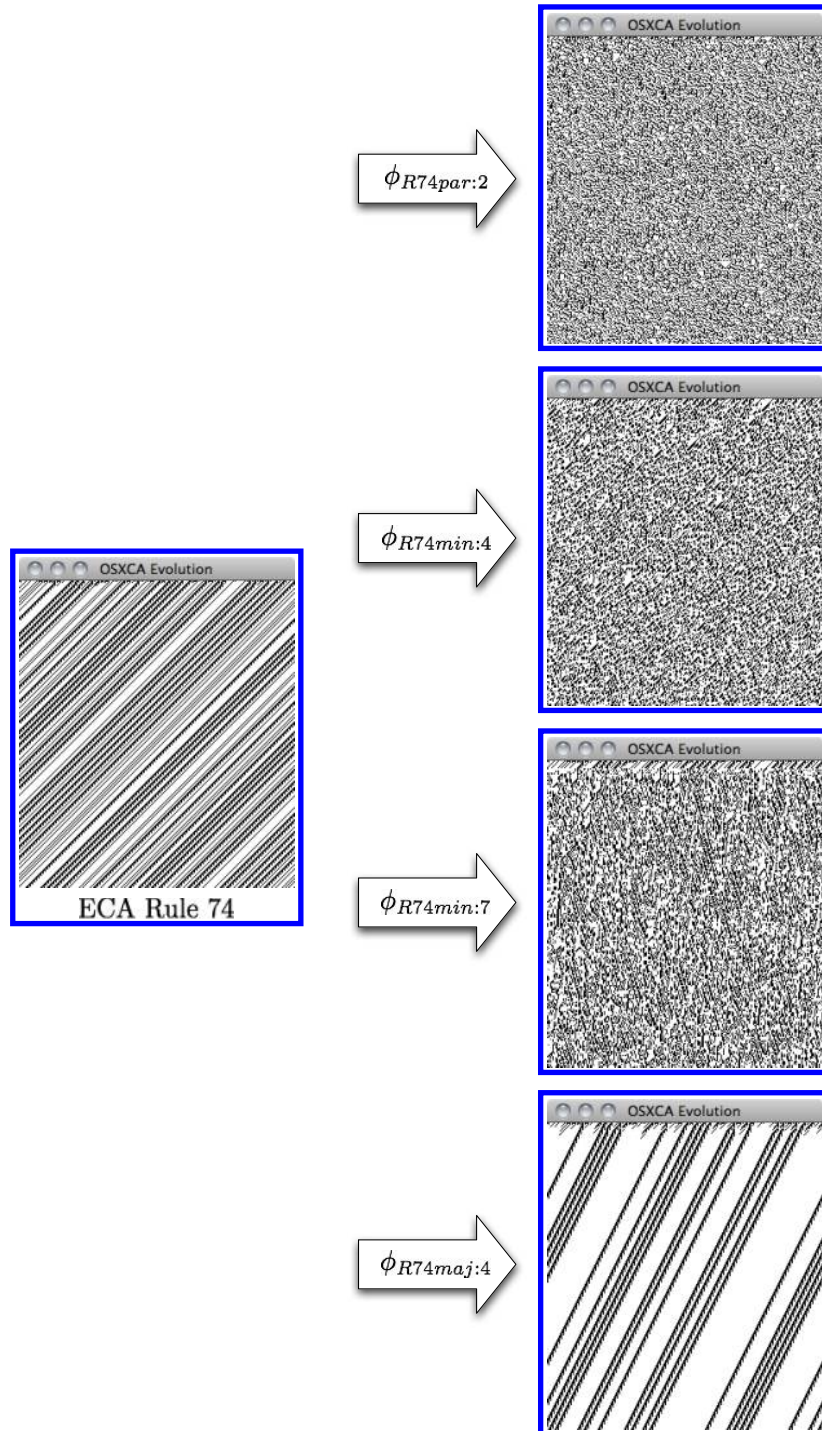 OSXCA Evolution
ϕR74par:2
OSXCA Evolution
ϕR74min:4
OSXCA Evolution
ECA Rule 74
OSXCA Evolution
ϕR74min:7
OSXCA Evolution
ϕR74maj:4